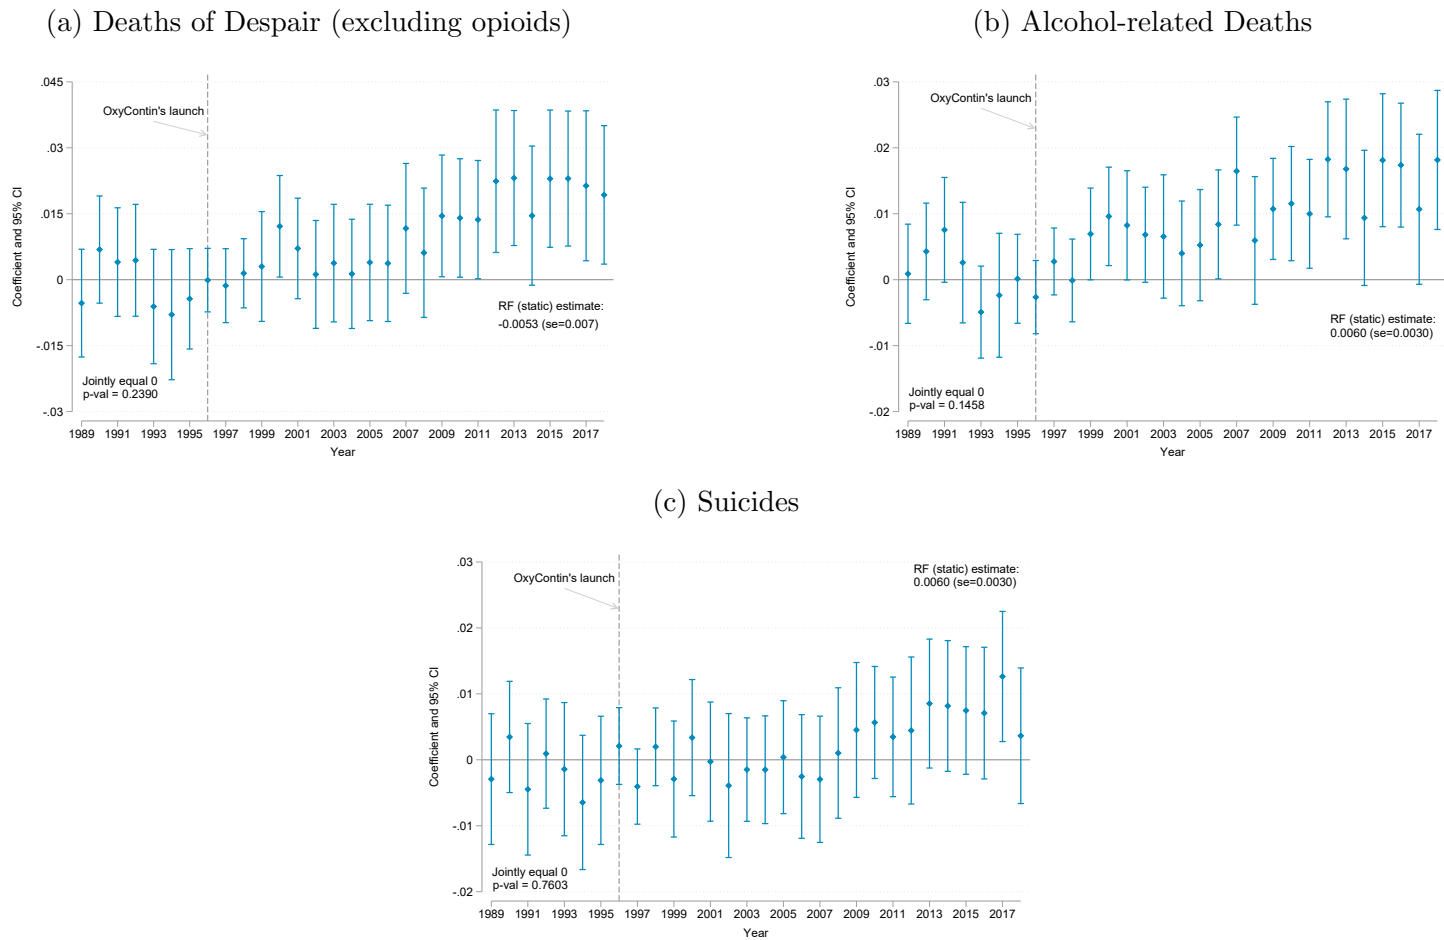 (a) Deaths of Despair (excluding opioids)
.045
.03
.015
0
-.015
-.03
Coefficient and 95% CI
OxyContin's launch
RF (static) estimate:
-0.0053 (se=0.007)
Jointly equal 0
p-val = 0.2390
1989 1991 1993 1995 1997 1999 2001 2003 2005 2007 2009 2011 2013 2015 2017
Year
(b) Alcohol-related Deaths
.03
.02
.01
0
-.01
-.02
Coefficient and 95% CI
OxyContin's launch
RF (static) estimate:
0.0060 (se=0.0030)
Jointly equal 0
p-val = 0.1458
1989 1991 1993 1995 1997 1999 2001 2003 2005 2007 2009 2011 2013 2015 2017
Year
(c) Suicides
.03
.02
.01
0
-.01
-.02
Coefficient and 95% CI
OxyContin's launch
RF (static) estimate:
0.0060 (se=0.0030)
Jointly equal 0
p-val = 0.7603
1989 1991 1993 1995 1997 1999 2001 2003 2005 2007 2009 2011 2013 2015 2017
Year